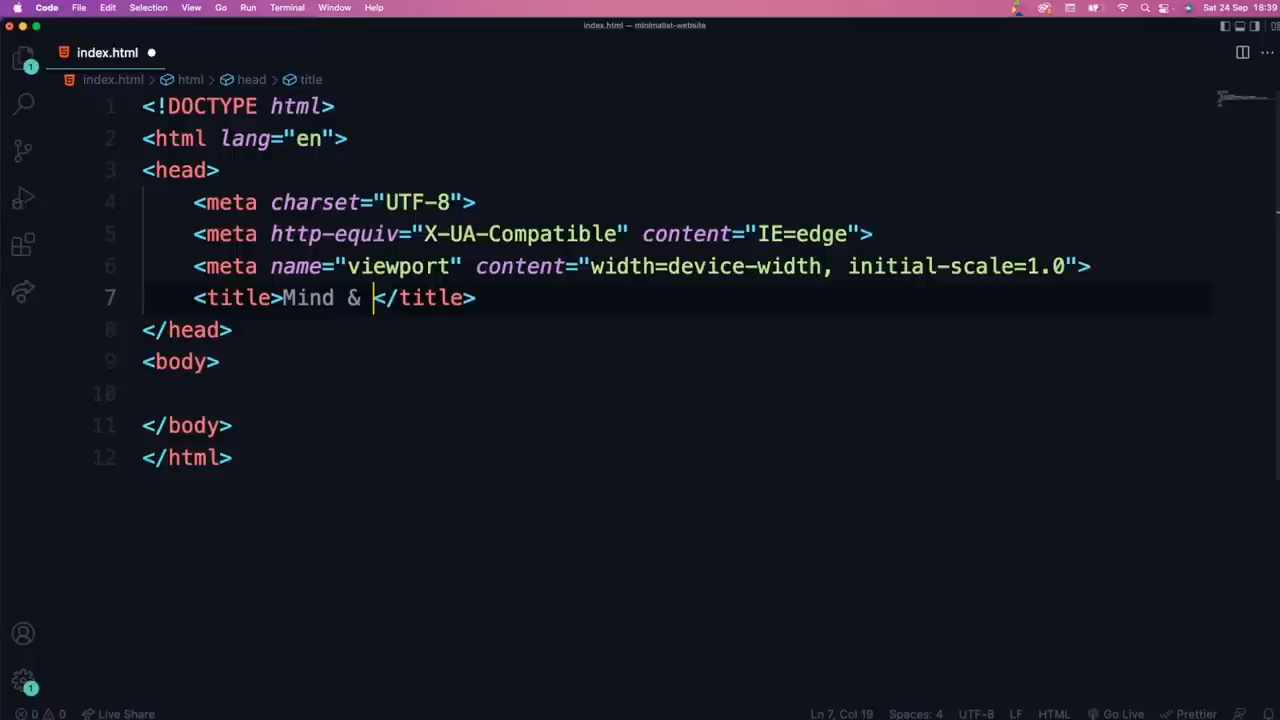 Code File Edit Selection View Go Run Terminal Window Help Sat 24 Sep 18:39
index.html — minimalist-website
index.html
index.html > html > head > title
1 <!DOCTYPE html>
2 <html lang="en">
3 <head>
4 <meta charset="UTF-8">
5 <meta http-equiv="X-UA-Compatible" content="IE=edge">
6 <meta name="viewport" content="width=device-width, initial-scale=1.0">
7 <title>Mind & </title>
8 </head>
9 <body>
10
11 </body>
12 </html>
1
1
0 0 Live Share Ln 7, Col 19 Spaces: 4 UTF-8 LF HTML Go Live Prettier